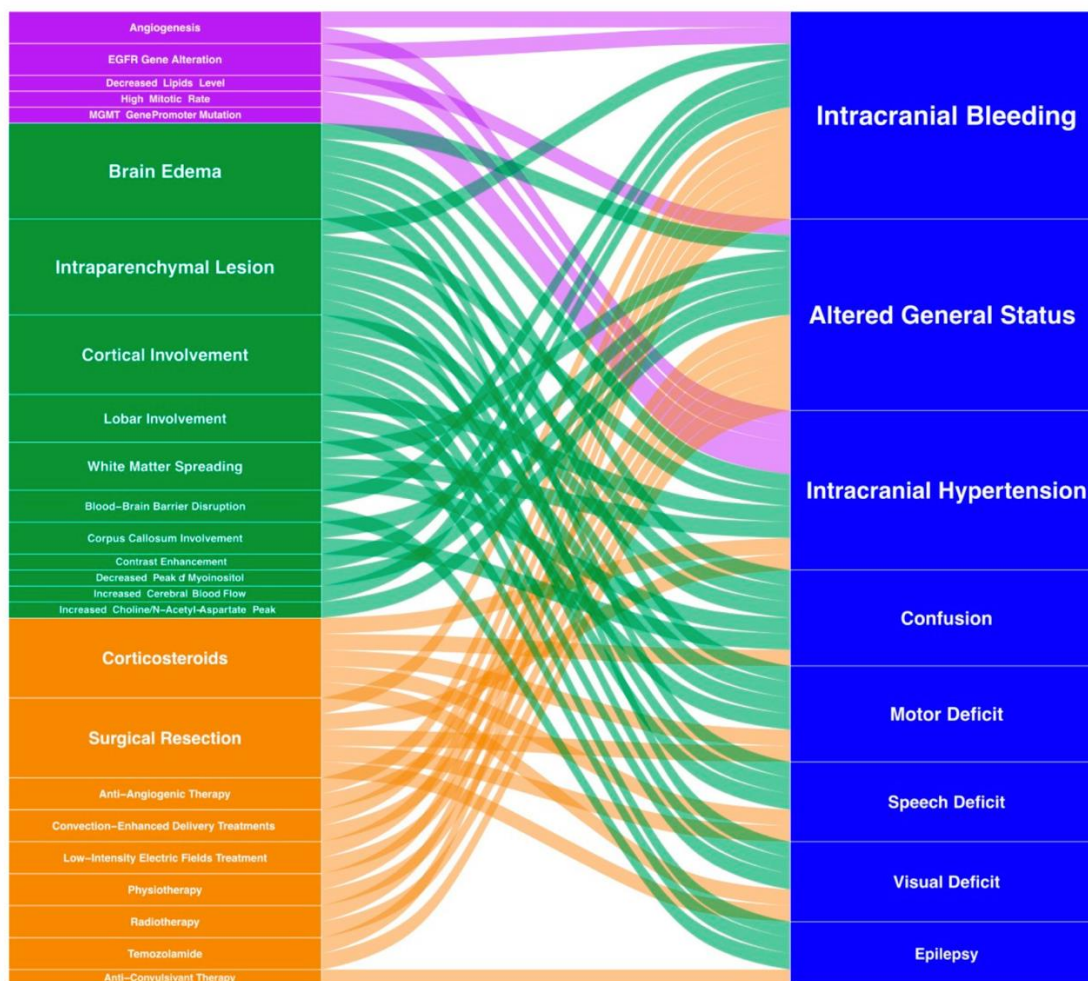 Angiogenesis
EGFR Gene Alteration
Decreased Lipids Level
High Mitotic Rate
MGMT GenePromoter Mutation
Brain Edema
Intraparenchymal Lesion
Cortical Involvement
Lobar Involvement
White Matter Spreading
Blood–Brain Barrier Disruption
Corpus Callosum Involvement
Contrast Enhancement
Decreased Peak d Myoinositol
Increased Cerebral Blood Flow
Increased Choline/N–Acetyl-Aspartate Peak
Corticosteroids
Surgical Resection
Anti–Angiogenic Therapy
Convection–Enhanced Delivery Treatments
Low–Intensity Electric Fields Treatment
Physiotherapy
Radiotherapy
Temozolamide
Anti–Convulsivant Therapy
Intracranial Bleeding
Altered General Status
Intracranial Hypertension
Confusion
Motor Deficit
Speech Deficit
Visual Deficit
Epilepsy